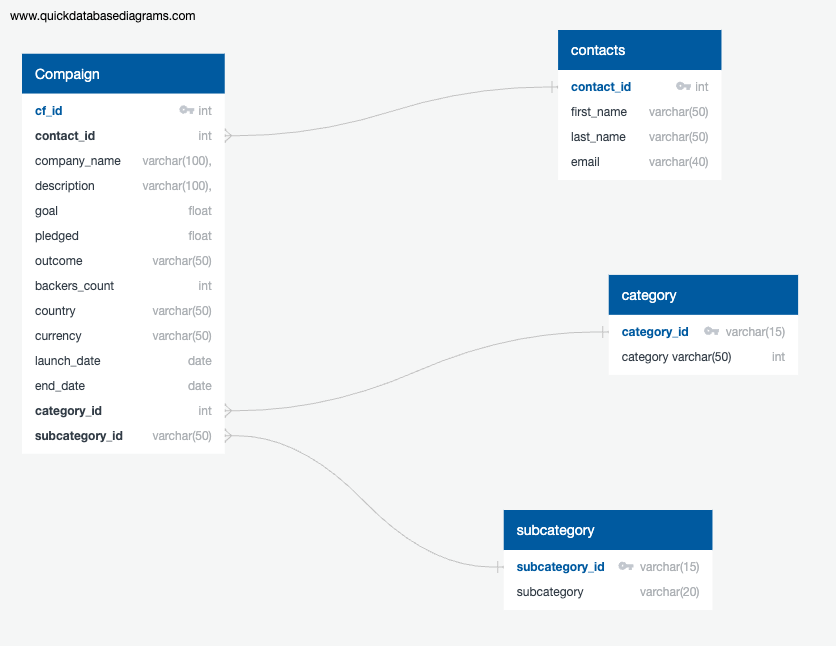 www.quickdatabasediagrams.com
Compaign
cf_id int
contact_id int
company_name varchar(100),
description varchar(100),
goal float
pledged float
outcome varchar(50)
backers_count int
country varchar(50)
currency varchar(50)
launch_date date
end_date date
category_id int
subcategory_id varchar(50)
contacts
contact_id int
first_name varchar(50)
last_name varchar(50)
email varchar(40)
category
category_id varchar(15)
category varchar(50) int
subcategory
subcategory_id varchar(15)
subcategory varchar(20)